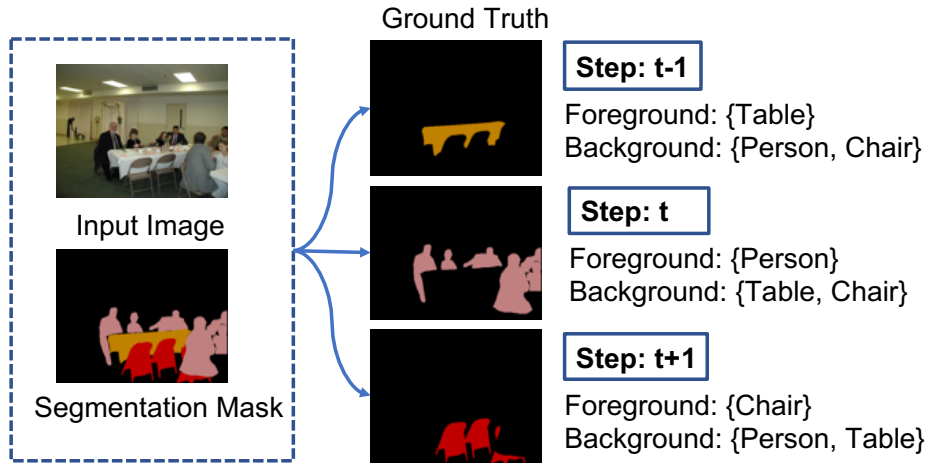 Ground Truth
Input Image
Segmentation Mask
Step: t-1
Foreground: {Table}
Background: {Person, Chair}
Step: t
Foreground: {Person}
Background: {Table, Chair}
Step: t+1
Foreground: {Chair}
Background: {Person, Table}